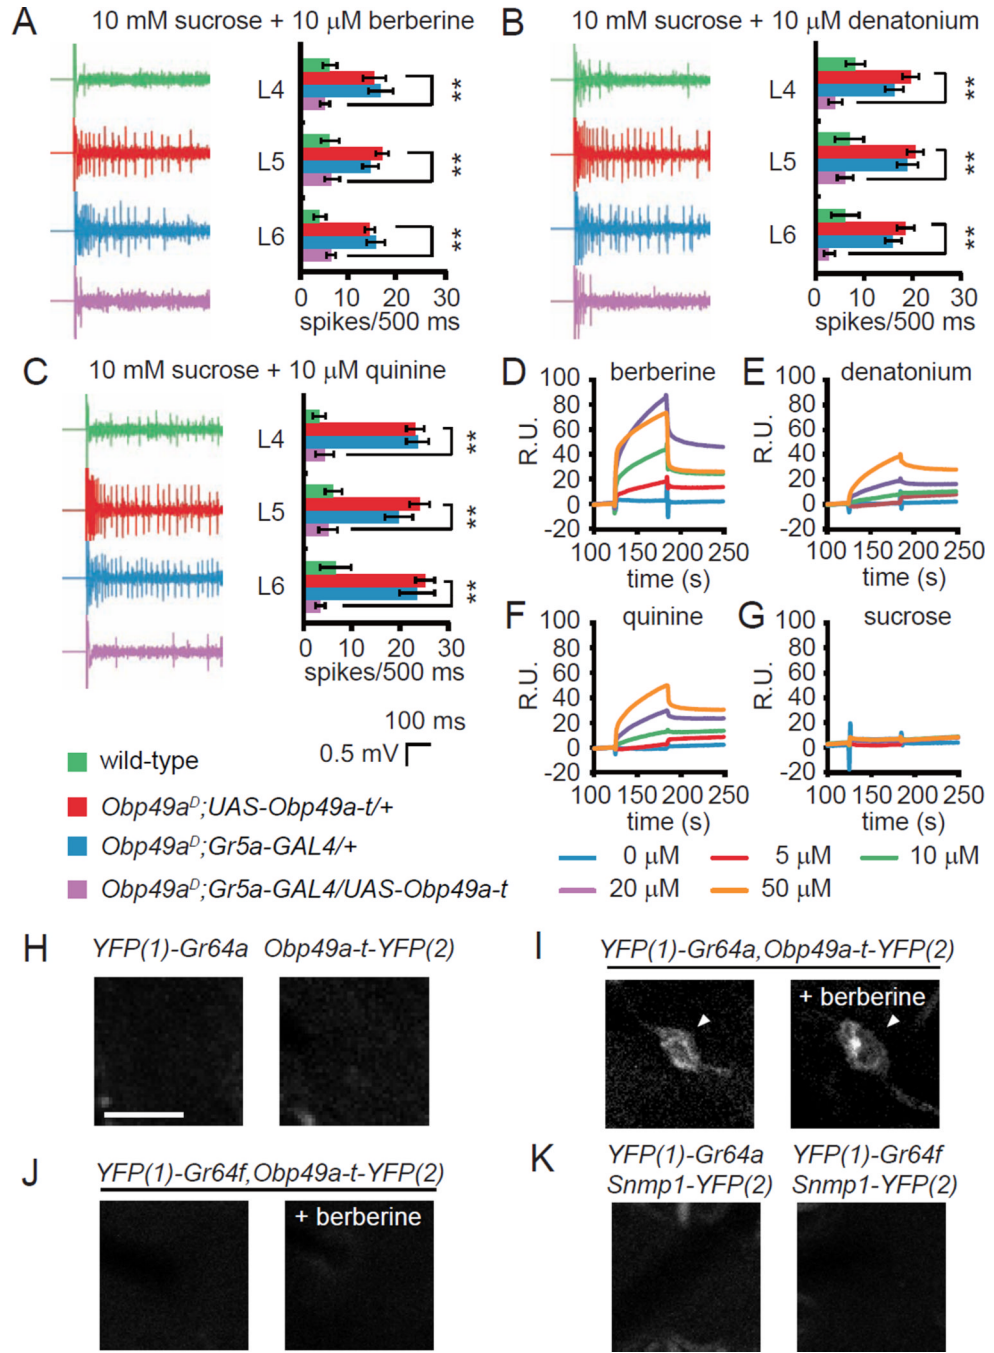 A 10 mM sucrose + 10 μM berberine
L4
**
L5
**
L6
**
0 10 20 30
spikes/500 ms
B 10 mM sucrose + 10 μM denatonium
L4
**
L5
**
L6
**
0 10 20 30
spikes/500 ms
C 10 mM sucrose + 10 μM quinine
L4
**
L5
**
L6
**
0 10 20 30
spikes/500 ms
100 ms
0.5 mV
wild-type
Obp49aᴰ;UAS-Obp49a-t/+
Obp49aᴰ;Gr5a-GAL4/+
Obp49aᴰ;Gr5a-GAL4/UAS-Obp49a-t
D berberine
R.U.
100
80
60
40
20
0
-20
100 150 200 250
time (s)
E denatonium
R.U.
100
80
60
40
20
0
-20
100 150 200 250
time (s)
F quinine
R.U.
100
80
60
40
20
0
-20
100 150 200 250
time (s)
G sucrose
R.U.
100
80
60
40
20
0
-20
100 150 200 250
time (s)
0 μM 5 μM 10 μM
20 μM 50 μM
H YFP(1)-Gr64a Obp49a-t-YFP(2)
I YFP(1)-Gr64a,Obp49a-t-YFP(2)
+ berberine
J YFP(1)-Gr64f,Obp49a-t-YFP(2)
+ berberine
K YFP(1)-Gr64a YFP(1)-Gr64f
Snmp1-YFP(2) Snmp1-YFP(2)